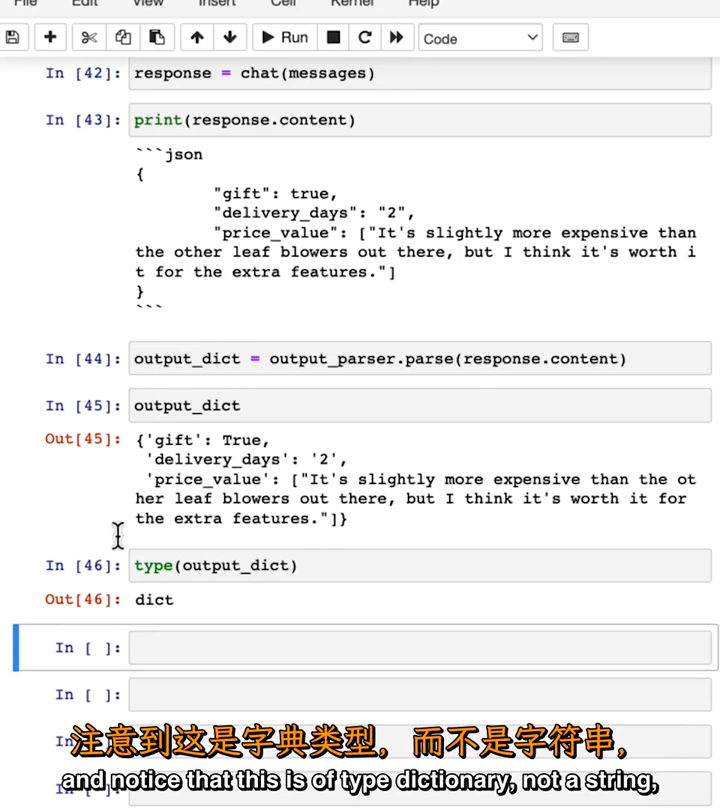 File Edit View Insert Cell Kernel Help
Run Code
In [42]: response = chat(messages)
In [43]: print(response.content)
```json
{
"gift": true,
"delivery_days": "2",
"price_value": ["It's slightly more expensive than
the other leaf blowers out there, but I think it's worth i
t for the extra features."]
}
```
In [44]: output_dict = output_parser.parse(response.content)
In [45]: output_dict
Out[45]: {'gift': True,
'delivery_days': '2',
'price_value': ["It's slightly more expensive than the ot
her leaf blowers out there, but I think it's worth it for
the extra features."]}
In [46]: type(output_dict)
Out[46]: dict
In [ ]:
In [ ]:
注意到这是字典类型，而不是字符串，
and notice that this is of type dictionary, not a string,